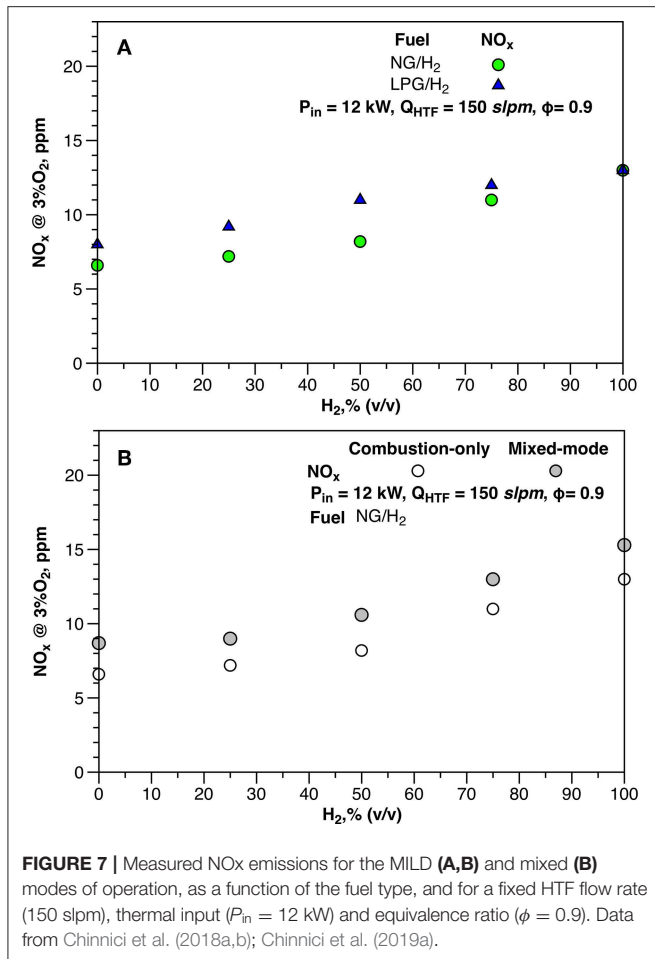 A
Fuel NOx
NG/H2
LPG/H2
Pin = 12 kW, QHTF = 150 slpm, ϕ= 0.9
NOx @ 3%O2, ppm
20
15
10
5
0
0 10 20 30 40 50 60 70 80 90 100
H2,% (v/v)
B
Combustion-only Mixed-mode
NOx
Pin = 12 kW, QHTF = 150 slpm, ϕ= 0.9
Fuel NG/H2
NOx @ 3%O2, ppm
20
15
10
5
0
0 10 20 30 40 50 60 70 80 90 100
H2,% (v/v)
FIGURE 7 | Measured NOx emissions for the MILD (A,B) and mixed (B)
modes of operation, as a function of the fuel type, and for a fixed HTF flow rate
(150 slpm), thermal input (Pin = 12 kW) and equivalence ratio (ϕ = 0.9). Data
from Chinnici et al. (2018a,b); Chinnici et al. (2019a).